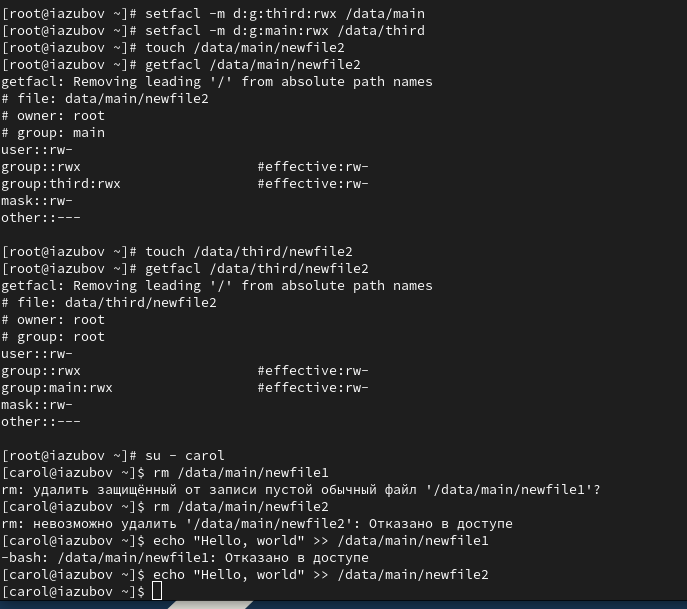 [root@iazubov ~]# setfacl -m d:g:third:rwx /data/main
[root@iazubov ~]# setfacl -m d:g:main:rwx /data/third
[root@iazubov ~]# touch /data/main/newfile2
[root@iazubov ~]# getfacl /data/main/newfile2
getfacl: Removing leading '/' from absolute path names
# file: data/main/newfile2
# owner: root
# group: main
user::rw-
group::rwx                      #effective:rw-
group:third:rwx                 #effective:rw-
mask::rw-
other::---

[root@iazubov ~]# touch /data/third/newfile2
[root@iazubov ~]# getfacl /data/third/newfile2
getfacl: Removing leading '/' from absolute path names
# file: data/third/newfile2
# owner: root
# group: root
user::rw-
group::rwx                      #effective:rw-
group:main:rwx                  #effective:rw-
mask::rw-
other::---

[root@iazubov ~]# su - carol
[carol@iazubov ~]$ rm /data/main/newfile1
rm: удалить защищённый от записи пустой обычный файл '/data/main/newfile1'?
[carol@iazubov ~]$ rm /data/main/newfile2
rm: невозможно удалить '/data/main/newfile2': Отказано в доступе
[carol@iazubov ~]$ echo "Hello, world" >> /data/main/newfile1
-bash: /data/main/newfile1: Отказано в доступе
[carol@iazubov ~]$ echo "Hello, world" >> /data/main/newfile2
[carol@iazubov ~]$